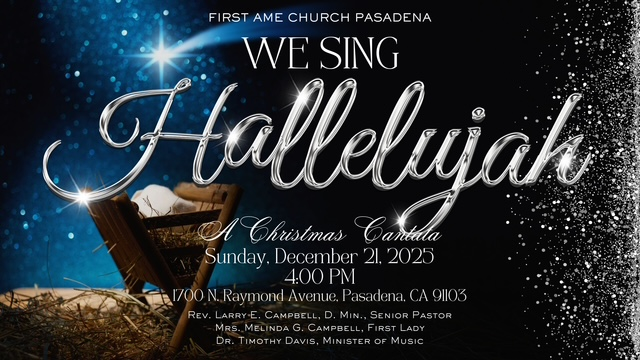 FIRST AME CHURCH PASADENA
WE SING
Hallelujah
A Christmas Cantata
Sunday, December 21, 2025
4:00 PM
1700 N. Raymond Avenue, Pasadena, CA 91103
Rev. Larry E. Campbell, D. Min., Senior Pastor
Mrs. Melinda G. Campbell, First Lady
Dr. Timothy Davis, Minister of Music